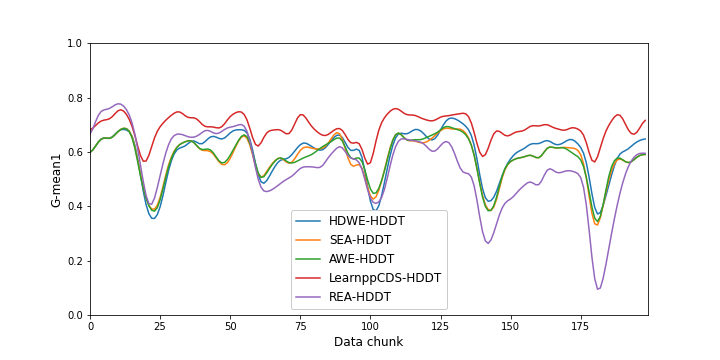 1.0
0.8
0.6
0.4
0.2
0.0
G-mean1
0 25 50 75 100 125 150 175
Data chunk
HDWE-HDDT
SEA-HDDT
AWE-HDDT
LearnppCDS-HDDT
REA-HDDT